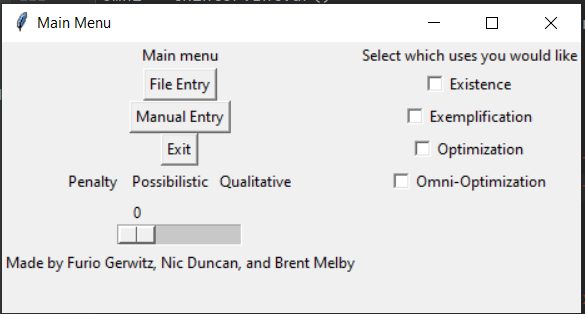 Main Menu
Main menu
File Entry
Manual Entry
Exit
Penalty Possibilistic Qualitative
0
Made by Furio Gerwitz, Nic Duncan, and Brent Melby
Select which uses you would like
Existence
Exemplification
Optimization
Omni-Optimization